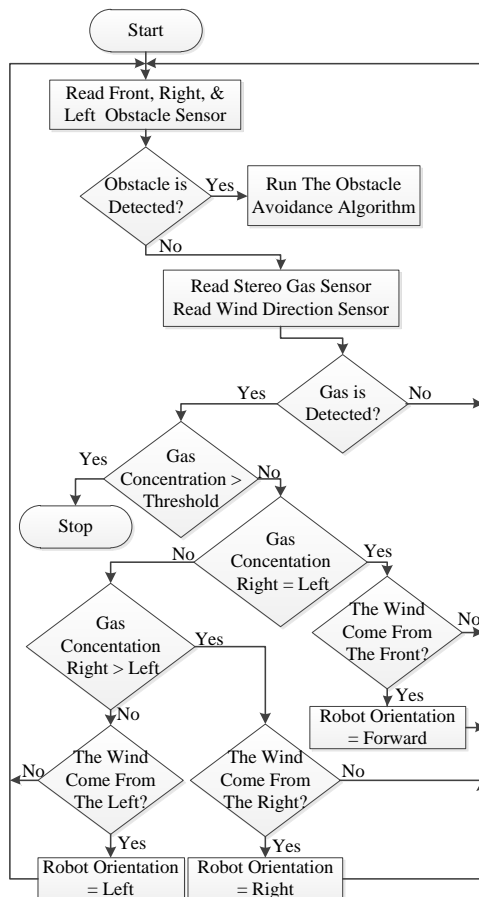 Start
Read Front, Right, &
Left Obstacle Sensor
Obstacle is
Detected?
Yes
Run The Obstacle
Avoidance Algorithm
No
Read Stereo Gas Sensor
Read Wind Direction Sensor
Gas is
Detected?
Yes
No
Gas
Concentration >
Threshold
Yes
No
Stop
Gas
Concentation
Right = Left
No
Yes
The Wind
Come From
The Front?
No
Yes
Robot Orientation
= Forward
Gas
Concentation
Right > Left
Yes
No
The Wind
Come From
The Left?
No
Yes
Robot Orientation
= Left
The Wind
Come From
The Right?
No
Yes
Robot Orientation
= Right